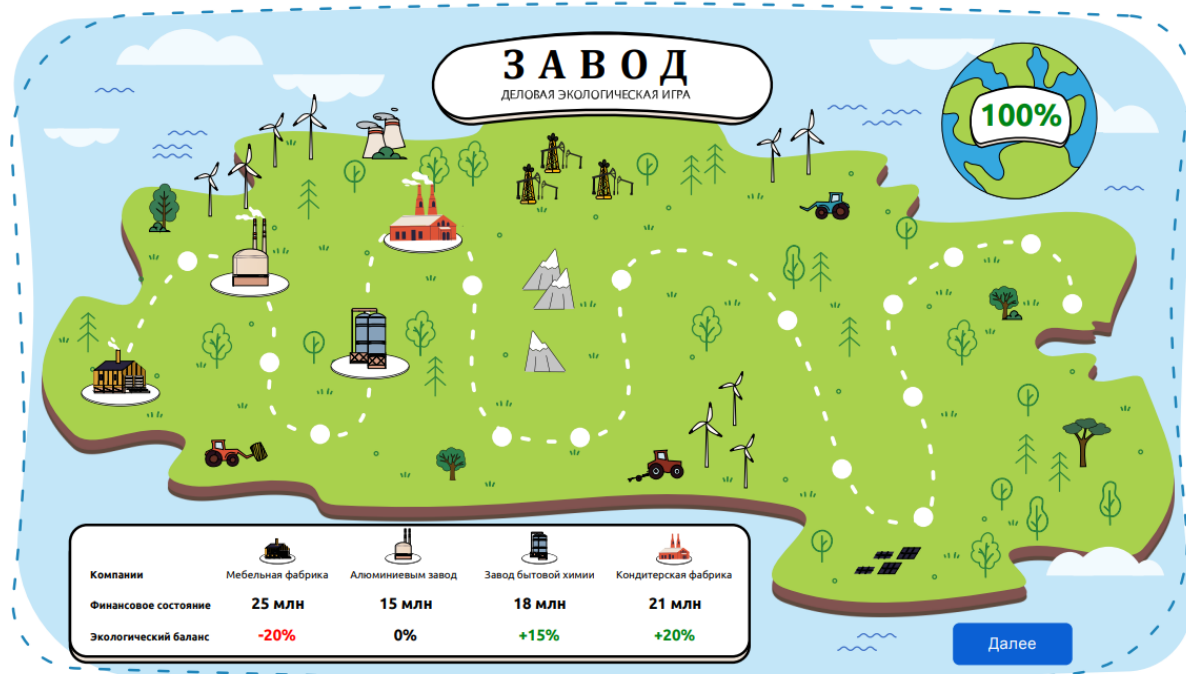 ЗАВОД
ДЕЛОВАЯ ЭКОЛОГИЧЕСКАЯ ИГРА
100%
Компании Мебельная фабрика Алюминиевым завод Завод бытовой химии Кондитерская фабрика
Финансовое состояние 25 млн 15 млн 18 млн 21 млн
Экологический баланс -20% 0% +15% +20%
Далее